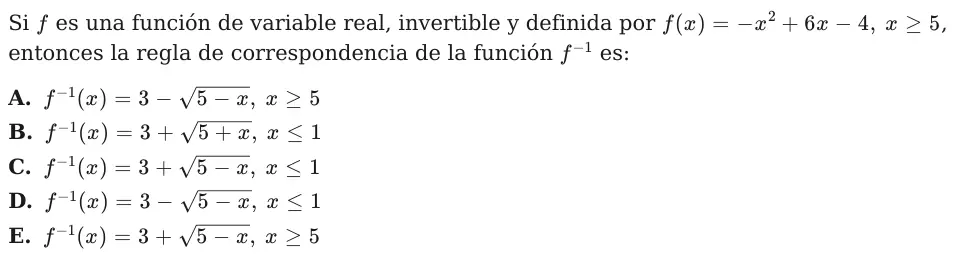 Si f es una función de variable real, invertible y definida por f(x) = −x² + 6x − 4, x ≥ 5,
entonces la regla de correspondencia de la función f⁻¹ es:
A. f⁻¹(x) = 3 − √(5 − x), x ≥ 5
B. f⁻¹(x) = 3 + √(5 + x), x ≤ 1
C. f⁻¹(x) = 3 + √(5 − x), x ≤ 1
D. f⁻¹(x) = 3 − √(5 − x), x ≤ 1
E. f⁻¹(x) = 3 + √(5 − x), x ≥ 5